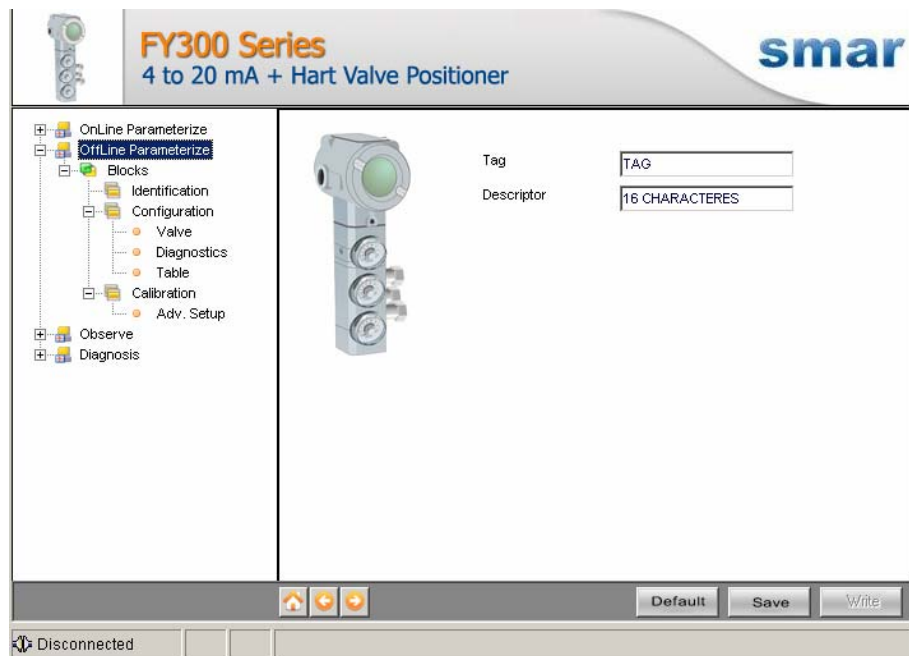 FY300 Series
4 to 20 mA + Hart Valve Positioner
smar
OnLine Parameterize
OffLine Parameterize
Blocks
Identification
Configuration
Valve
Diagnostics
Table
Calibration
Adv. Setup
Observe
Diagnosis
Tag
TAG
Descriptor
16 CHARACTERES
Default
Save
Write
Disconnected